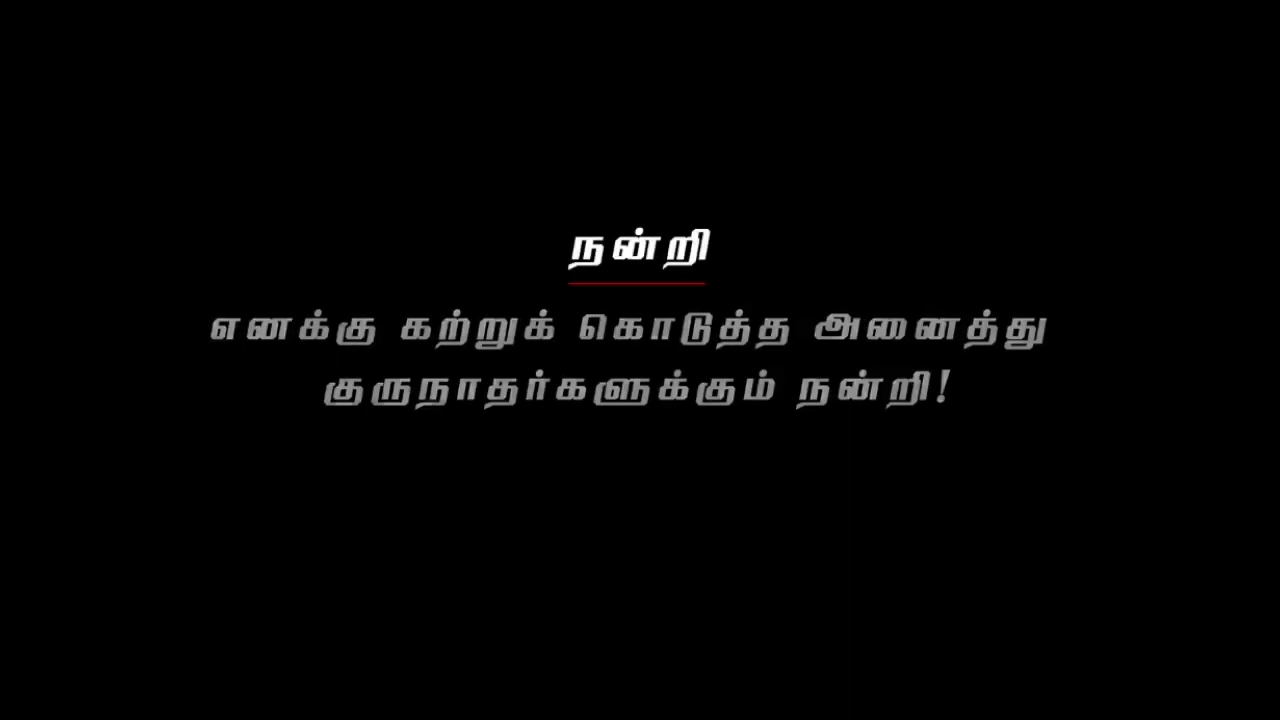 நன்றி
எனக்கு கற்றுக் கொடுத்த அனைத்து
குருநாதர்களுக்கும் நன்றி!